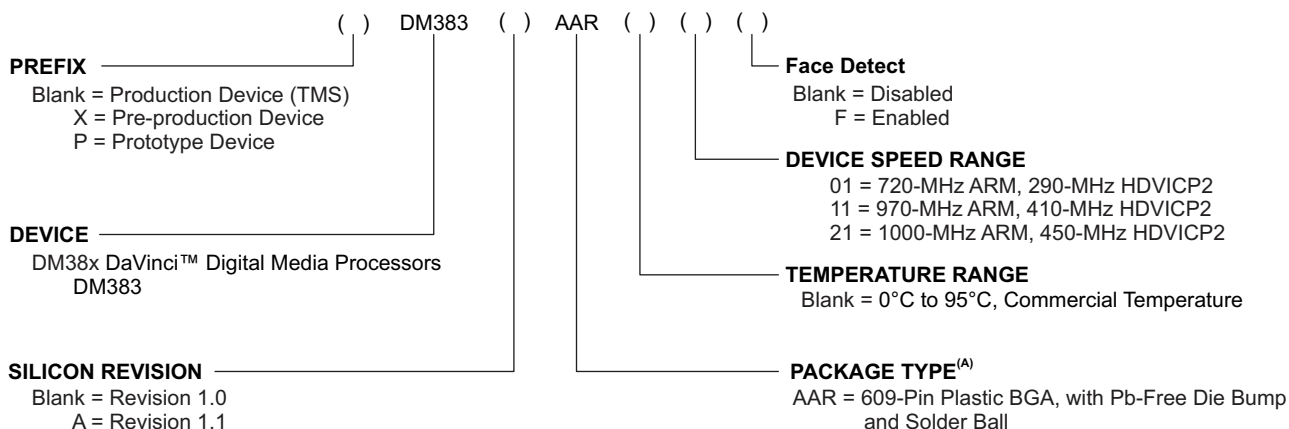 ( ) DM383 ( ) AAR ( ) ( ) ( )
PREFIX
Blank = Production Device (TMS)
X = Pre-production Device
P = Prototype Device
DEVICE
DM38x DaVinci™ Digital Media Processors
DM383
SILICON REVISION
Blank = Revision 1.0
A = Revision 1.1
Face Detect
Blank = Disabled
F = Enabled
DEVICE SPEED RANGE
01 = 720-MHz ARM, 290-MHz HDVICP2
11 = 970-MHz ARM, 410-MHz HDVICP2
21 = 1000-MHz ARM, 450-MHz HDVICP2
TEMPERATURE RANGE
Blank = 0°C to 95°C, Commercial Temperature
PACKAGE TYPE(A)
AAR = 609-Pin Plastic BGA, with Pb-Free Die Bump
and Solder Ball